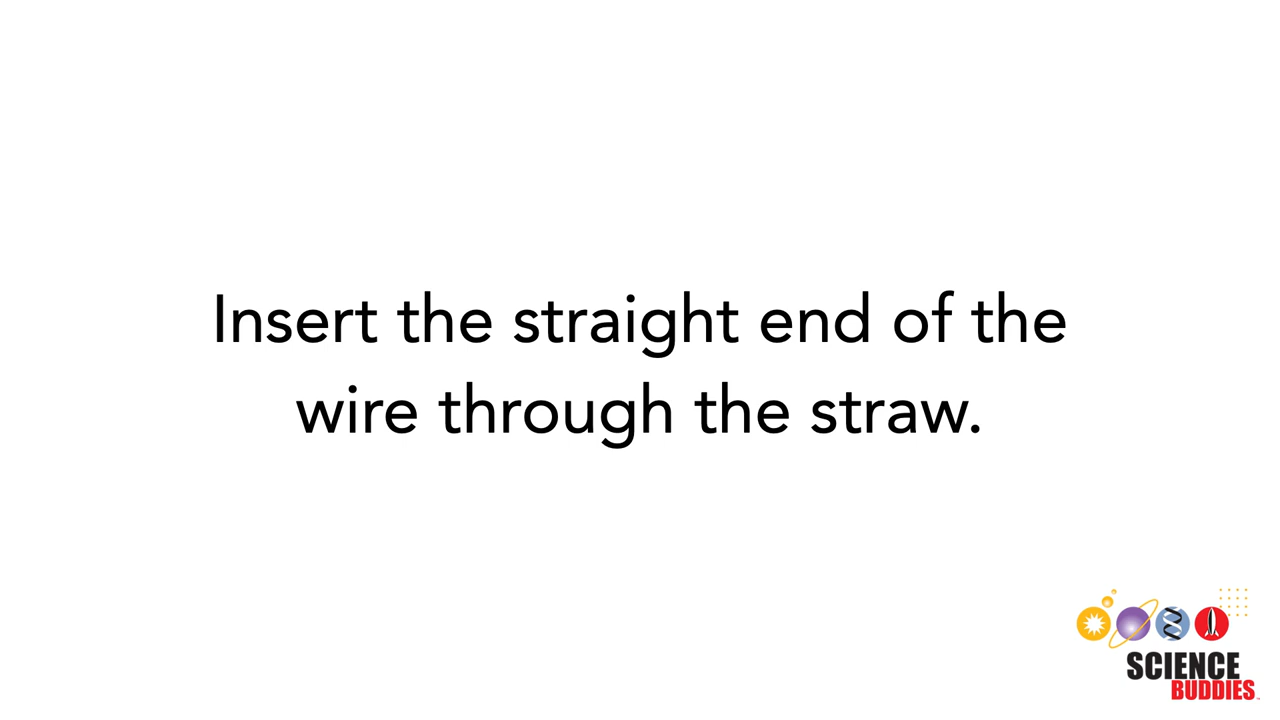 Insert the straight end of the
wire through the straw.
SCIENCE
BUDDIES